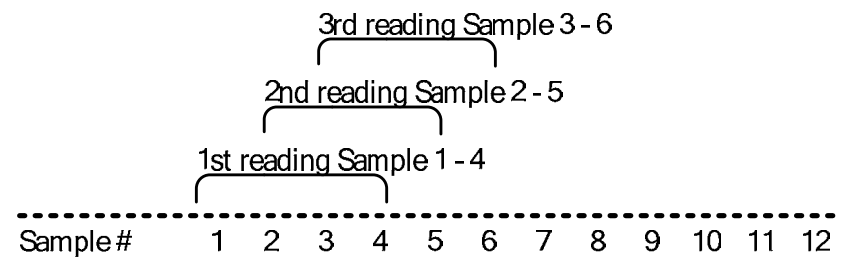 3rd reading Sample 3 - 6
2nd reading Sample 2 - 5
1st reading Sample 1 - 4
Sample # 1 2 3 4 5 6 7 8 9 10 11 12